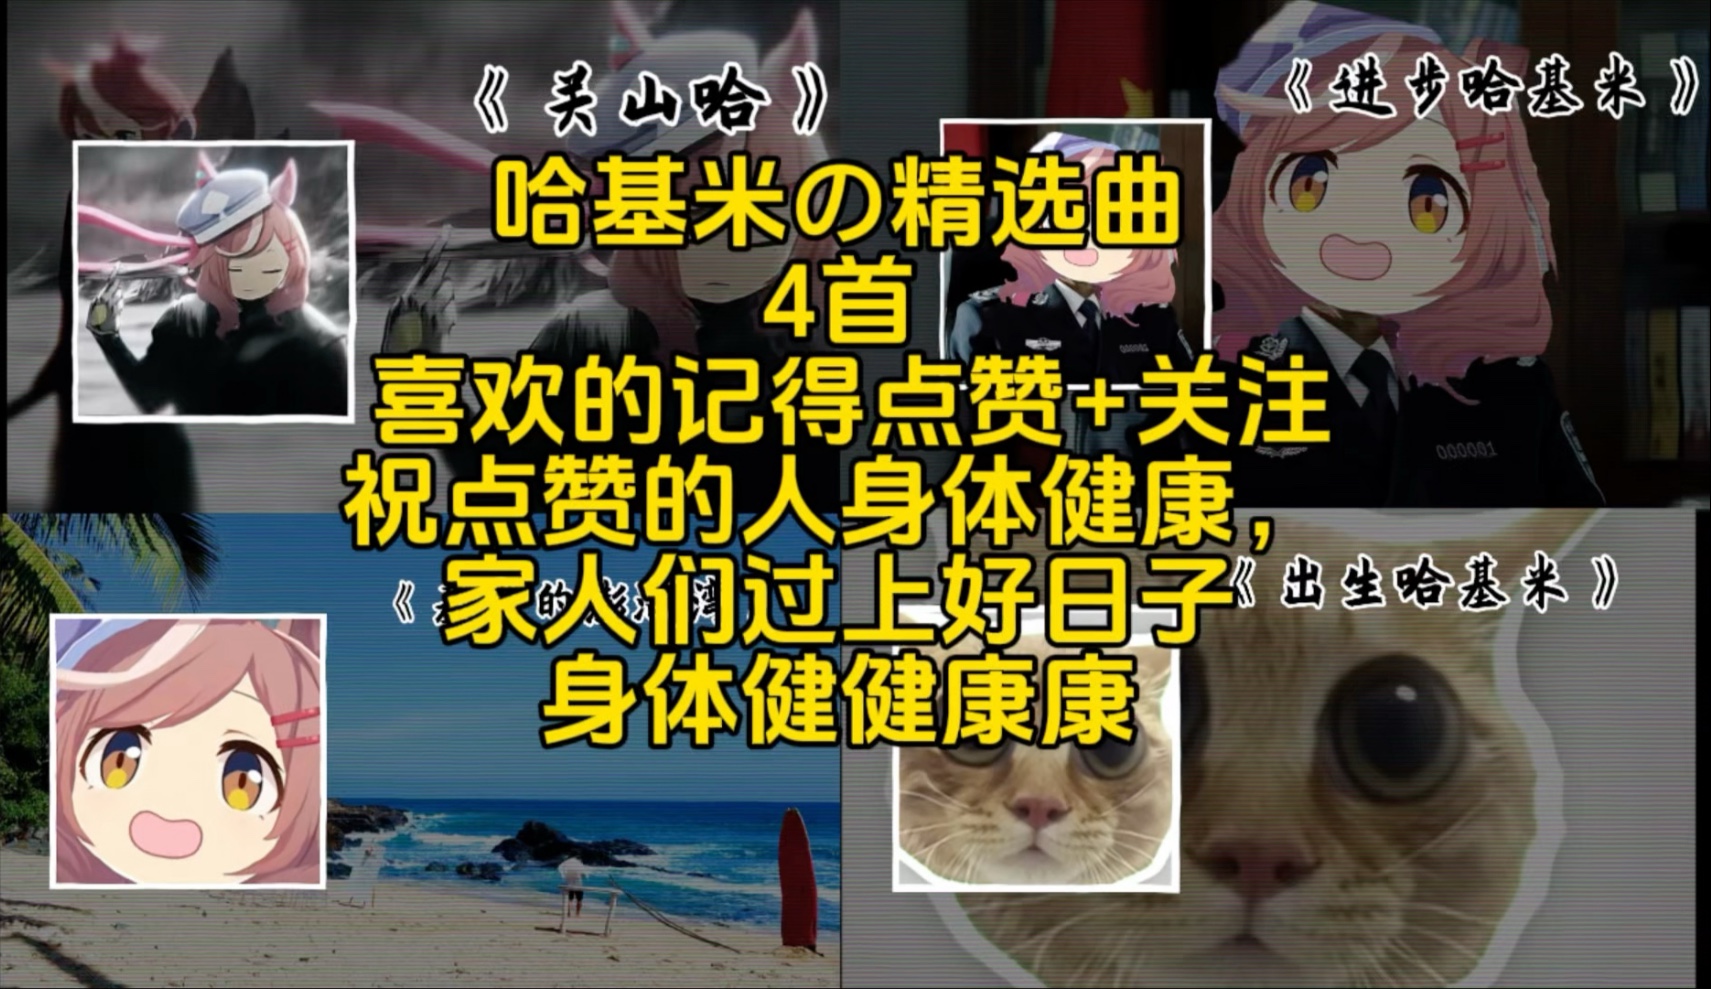 《关山哈》
《进步哈基米》
哈基米の精选曲
4首
喜欢的记得点赞+关注
祝点赞的人身体健康，
家人们过上好日子
身体健健康康
《出生哈基米》
000001